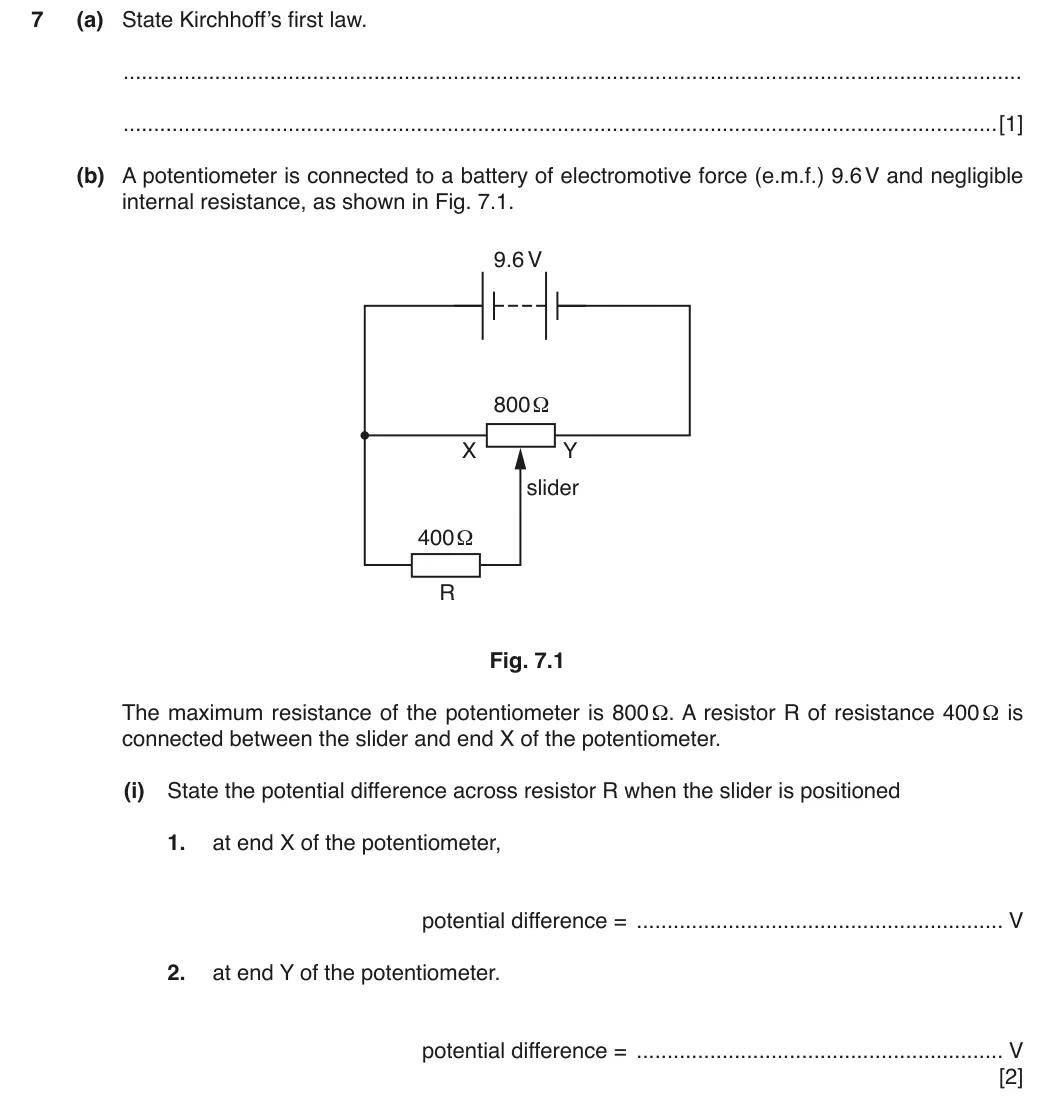 7 (a) State Kirchhoff’s first law.
..........................................................................................................................................................
......................................................................................................................................................[1]
(b) A potentiometer is connected to a battery of electromotive force (e.m.f.) 9.6 V and negligible
internal resistance, as shown in Fig. 7.1.
9.6 V
800 Ω
X Y
slider
400 Ω
R
Fig. 7.1
The maximum resistance of the potentiometer is 800 Ω. A resistor R of resistance 400 Ω is
connected between the slider and end X of the potentiometer.
(i) State the potential difference across resistor R when the slider is positioned
1. at end X of the potentiometer,
potential difference = ............................................................ V
2. at end Y of the potentiometer.
potential difference = ............................................................ V
[2]